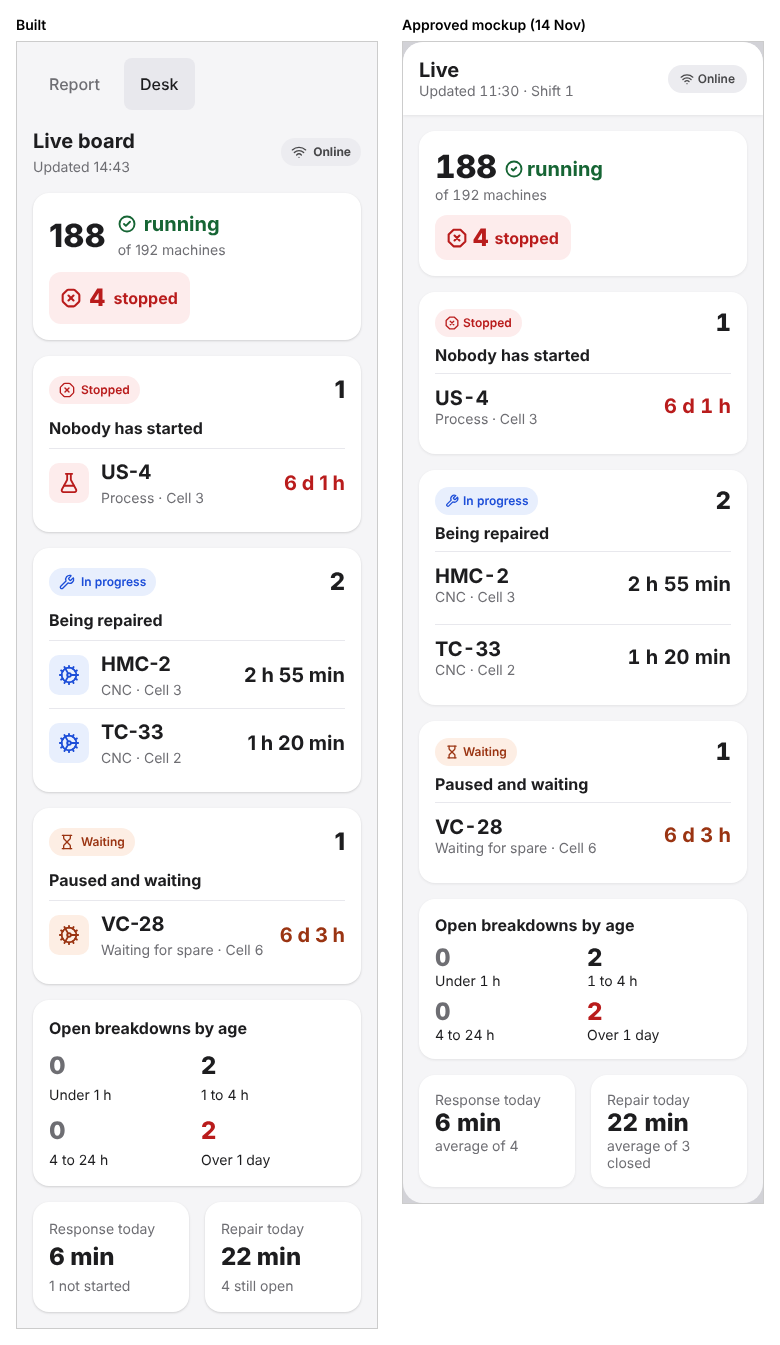 Built
Report
Desk
Live board
Updated 14:43
Online
188
running
of 192 machines
4 stopped
Stopped
1
Nobody has started
US-4
Process · Cell 3
6 d 1 h
In progress
2
Being repaired
HMC-2
CNC · Cell 3
2 h 55 min
TC-33
CNC · Cell 2
1 h 20 min
Waiting
1
Paused and waiting
VC-28
Waiting for spare · Cell 6
6 d 3 h
Open breakdowns by age
0
Under 1 h
2
1 to 4 h
0
4 to 24 h
2
Over 1 day
Response today
6 min
1 not started
Repair today
22 min
4 still open
Approved mockup (14 Nov)
Live
Updated 11:30 · Shift 1
Online
188 running
of 192 machines
4 stopped
Stopped
1
Nobody has started
US-4
Process · Cell 3
6 d 1 h
In progress
2
Being repaired
HMC-2
CNC · Cell 3
2 h 55 min
TC-33
CNC · Cell 2
1 h 20 min
Waiting
1
Paused and waiting
VC-28
Waiting for spare · Cell 6
6 d 3 h
Open breakdowns by age
0
Under 1 h
2
1 to 4 h
0
4 to 24 h
2
Over 1 day
Response today
6 min
average of 4
Repair today
22 min
average of 3
closed